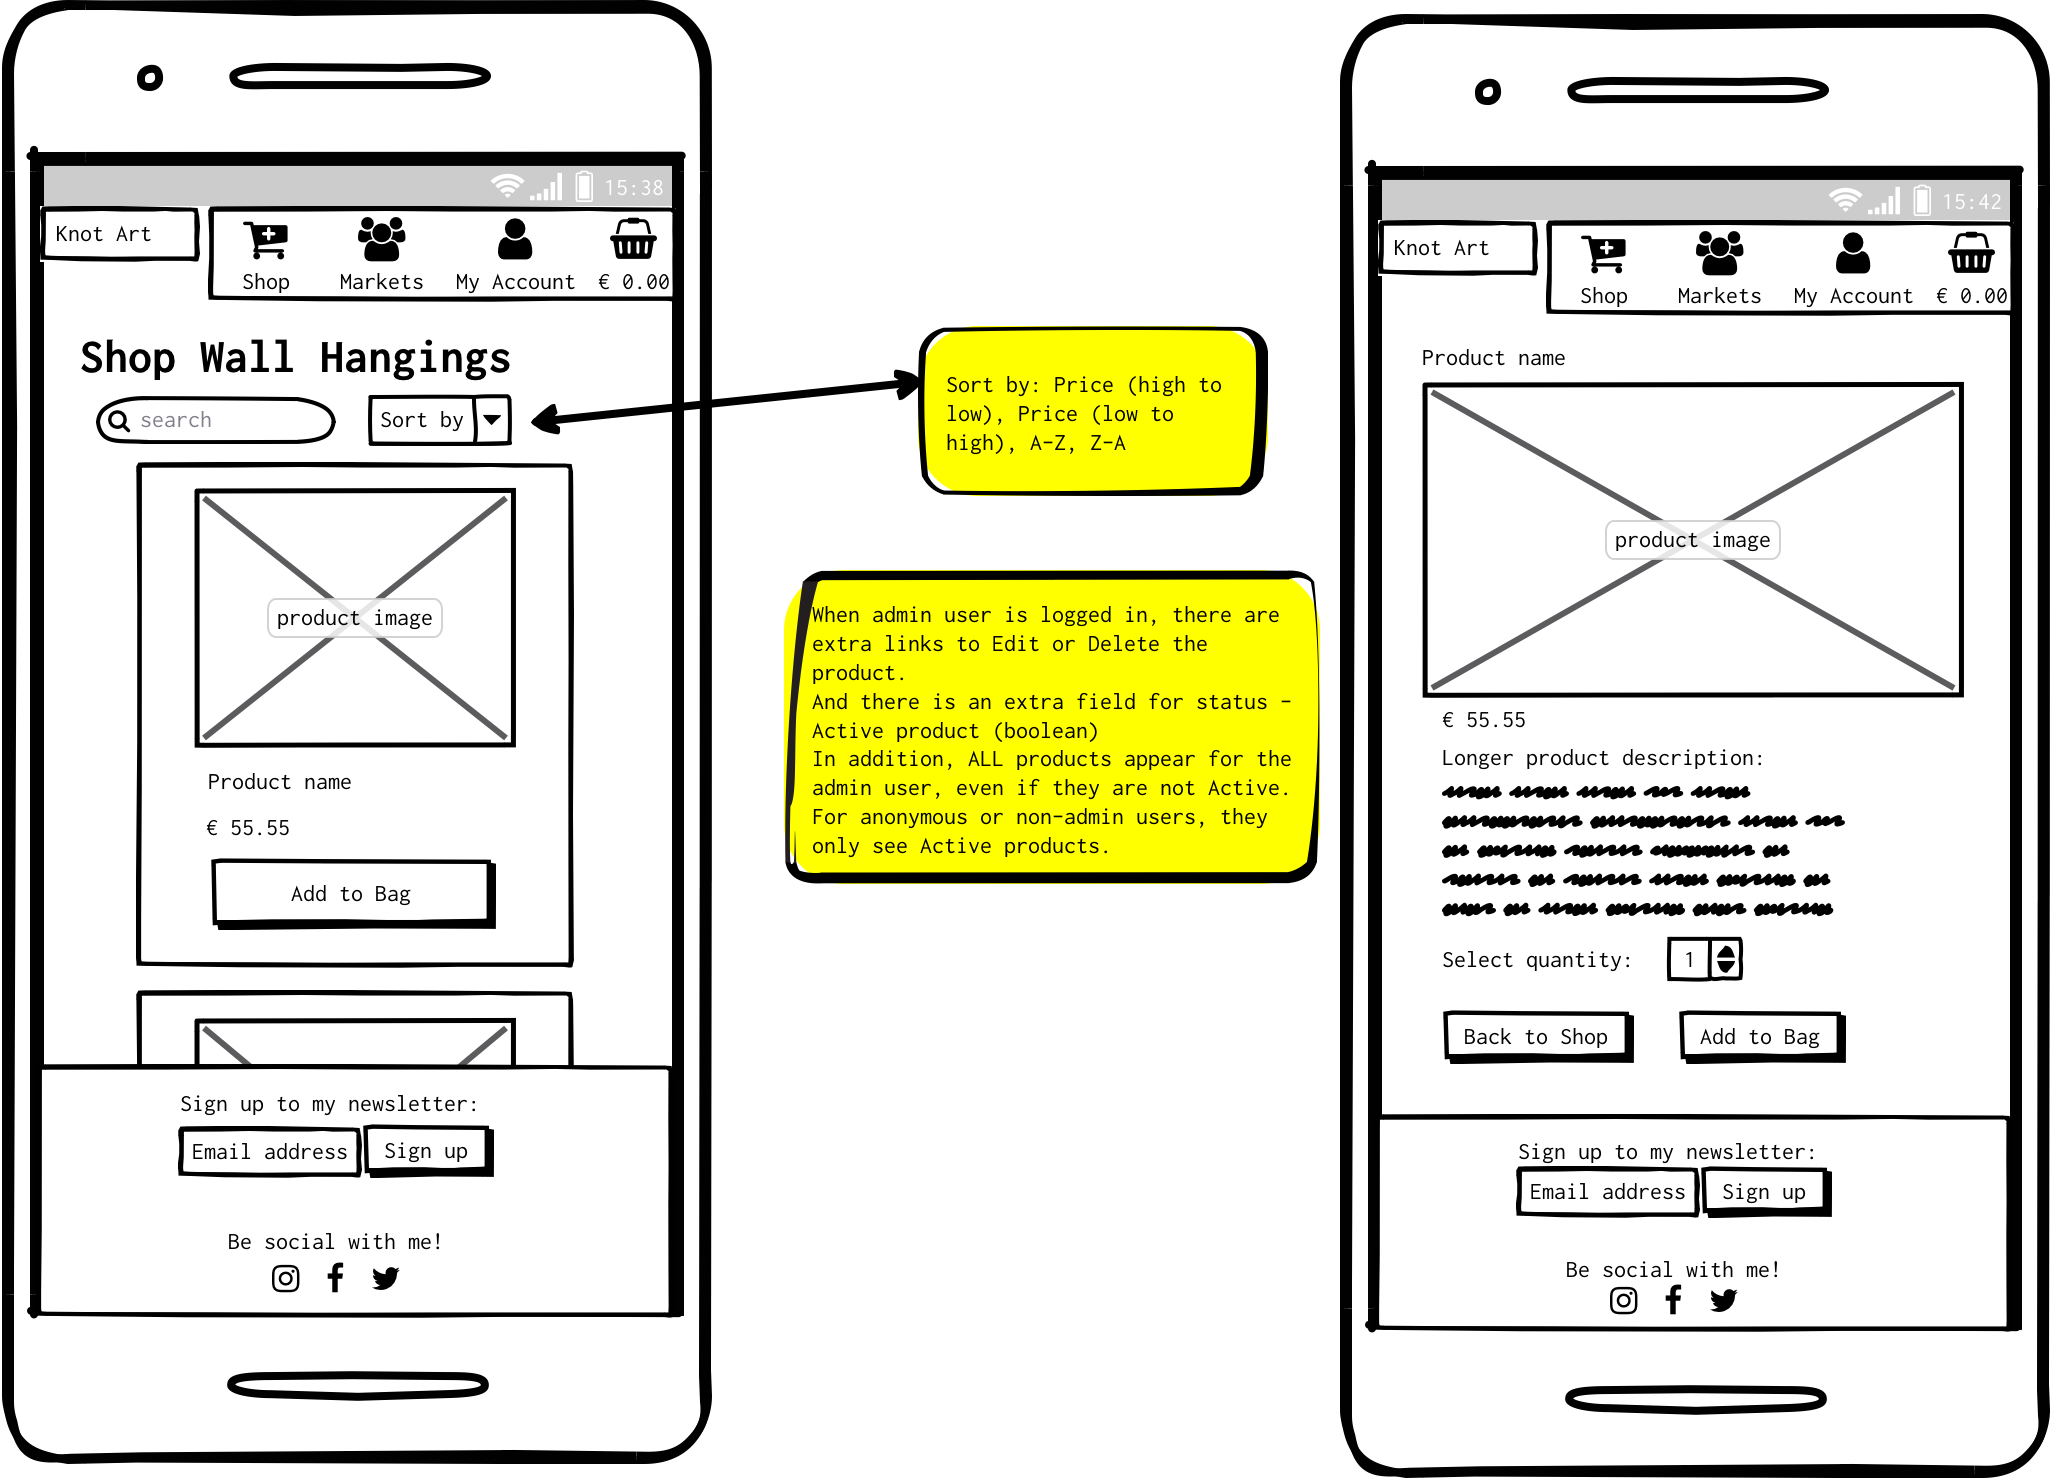 15:38
Knot Art
Shop Markets My Account € 0.00
Shop Wall Hangings
search Sort by
product image
Product name
€ 55.55
Add to Bag
Sign up to my newsletter:
Email address Sign up
Be social with me!
Sort by: Price (high to
low), Price (low to
high), A-Z, Z-A
When admin user is logged in, there are
extra links to Edit or Delete the
product.
And there is an extra field for status -
Active product (boolean)
In addition, ALL products appear for the
admin user, even if they are not Active.
For anonymous or non-admin users, they
only see Active products.
15:42
Knot Art
Shop Markets My Account € 0.00
Product name
product image
€ 55.55
Longer product description:
Select quantity: 1
Back to Shop Add to Bag
Sign up to my newsletter:
Email address Sign up
Be social with me!